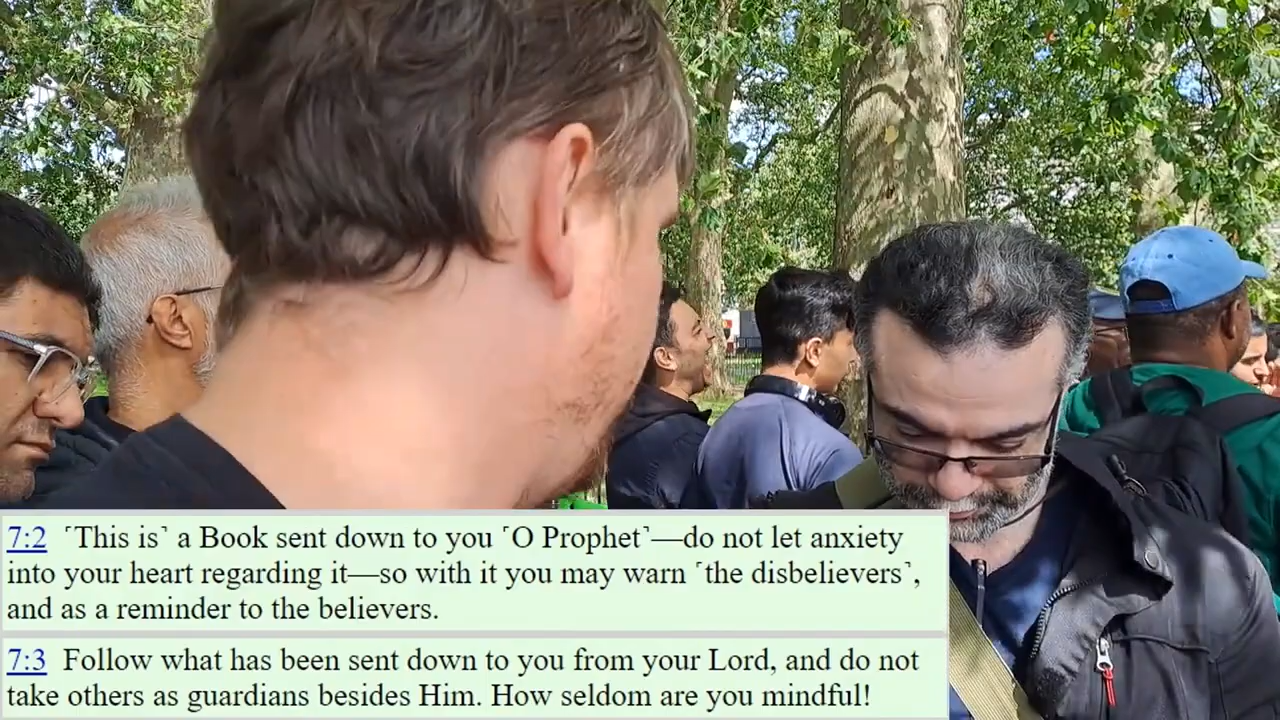 7:2 ˹This is˺ a Book sent down to you ˹O Prophet˺—do not let anxiety
into your heart regarding it—so with it you may warn ˹the disbelievers˺,
and as a reminder to the believers.
7:3 Follow what has been sent down to you from your Lord, and do not
take others as guardians besides Him. How seldom are you mindful!